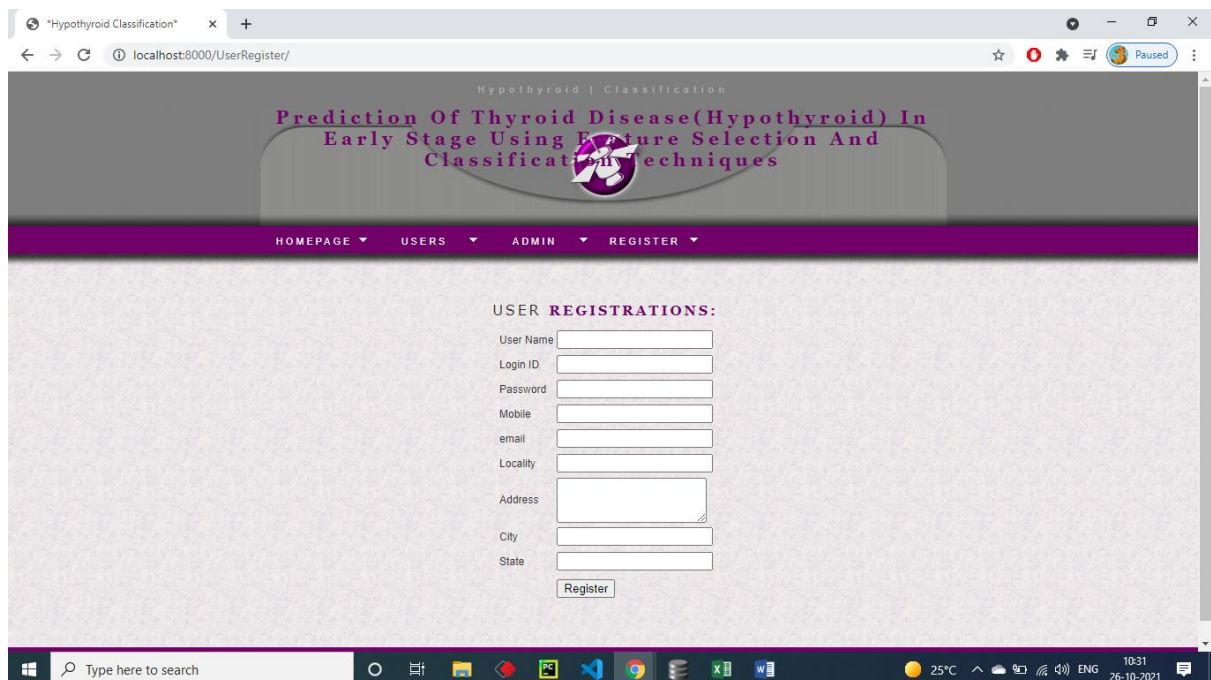 "Hypothyroid Classification"
localhost:8000/UserRegister/
Paused
Hypothyroid | Classification
Prediction Of Thyroid Disease(Hypothyroid) In
Early Stage Using Feature Selection And
Classification Techniques
HOMEPAGE USERS ADMIN REGISTER
USER REGISTRATIONS:
User Name
Login ID
Password
Mobile
email
Locality
Address
City
State
Register
Type here to search
25°C
ENG
10:31
26-10-2021